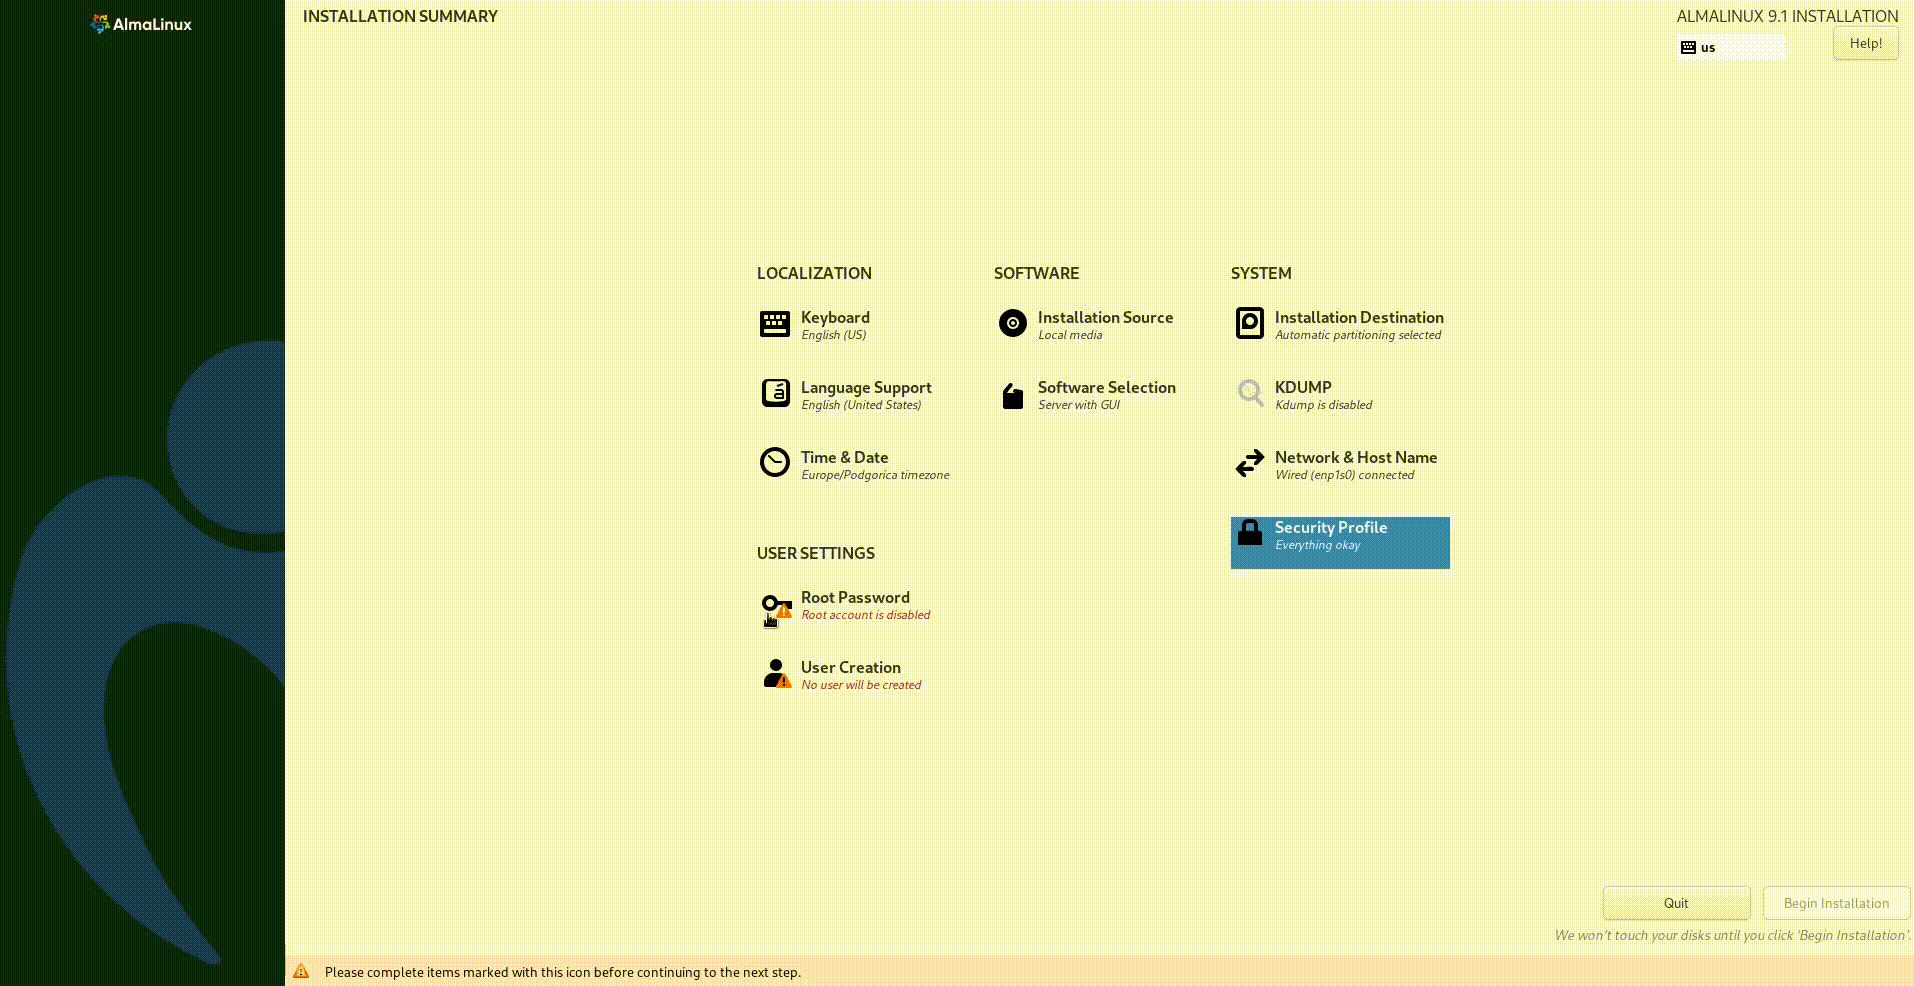 AlmaLinux
INSTALLATION SUMMARY
ALMALINUX 9.1 INSTALLATION
us
Help!
LOCALIZATION
Keyboard
English (US)
Language Support
English (United States)
Time & Date
Europe/Podgorica timezone
SOFTWARE
Installation Source
Local media
Software Selection
Server with GUI
SYSTEM
Installation Destination
Automatic partitioning selected
KDUMP
Kdump is disabled
Network & Host Name
Wired (enp1s0) connected
Security Profile
Everything okay
USER SETTINGS
Root Password
Root account is disabled
User Creation
No user will be created
Quit
Begin Installation
We won't touch your disks until you click 'Begin Installation'.
Please complete items marked with this icon before continuing to the next step.